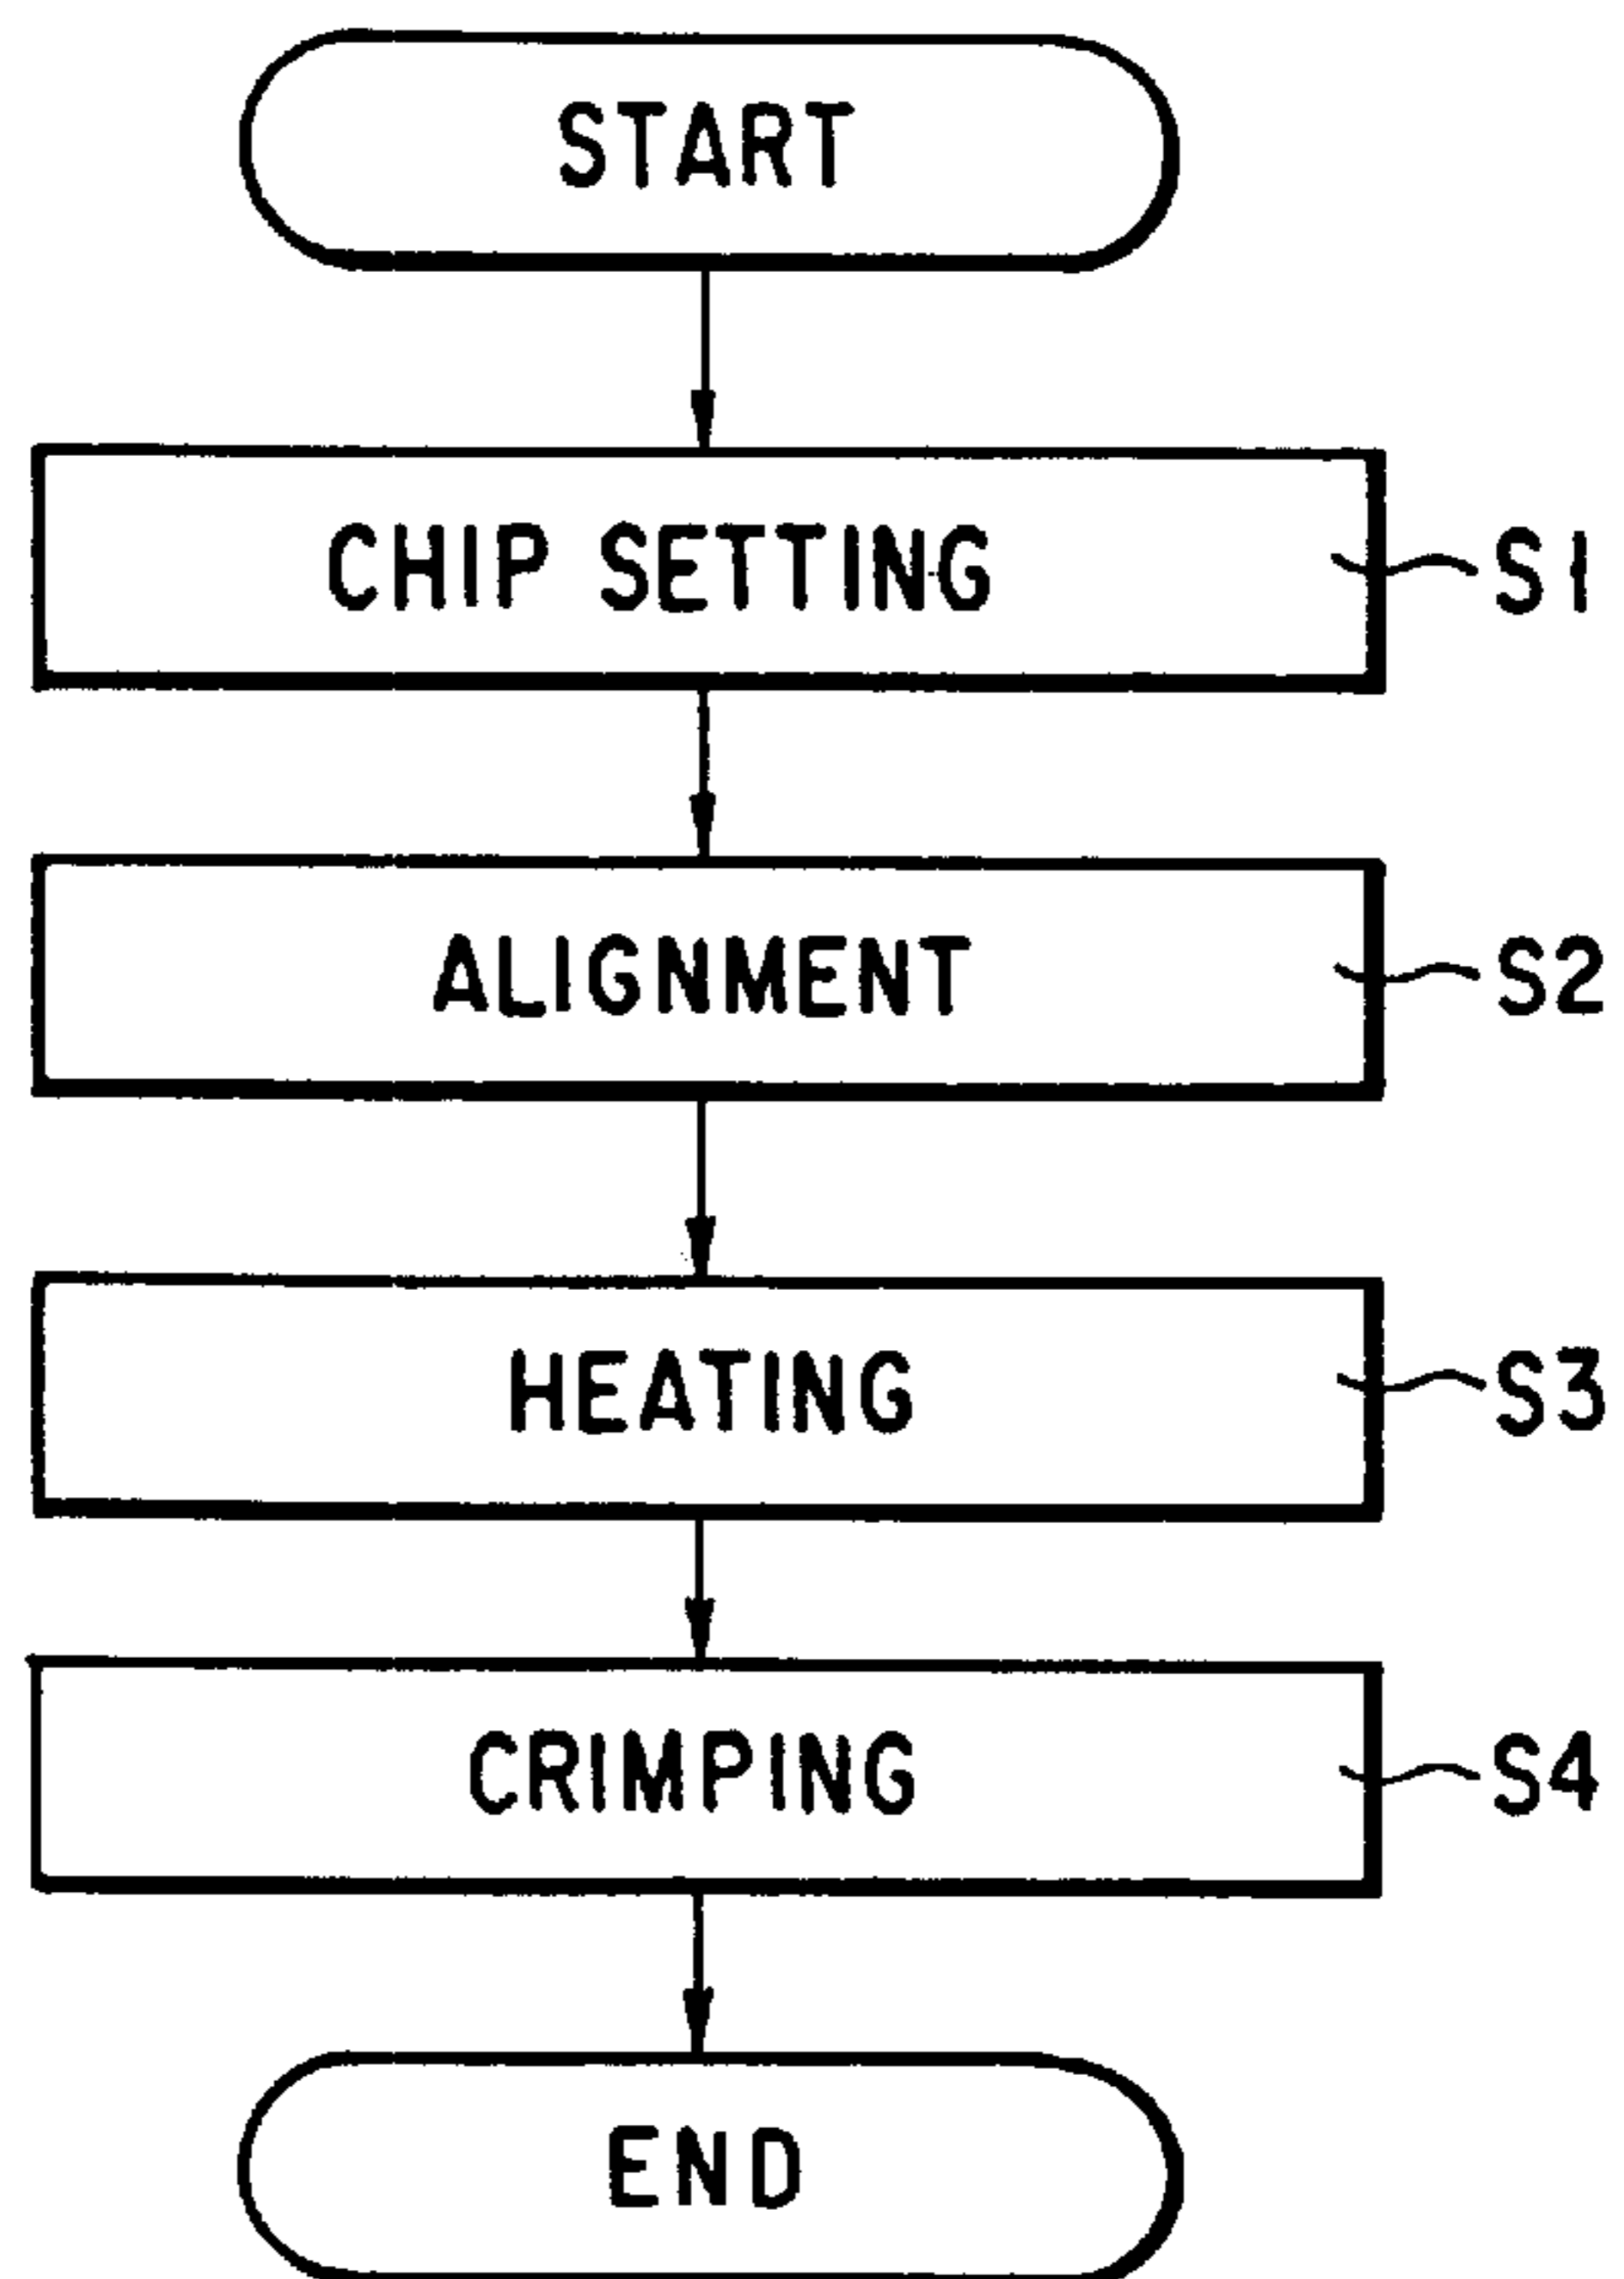 START
CHIP SETTING S1
ALIGNMENT S2
HEATING S3
CRIMPING S4
END